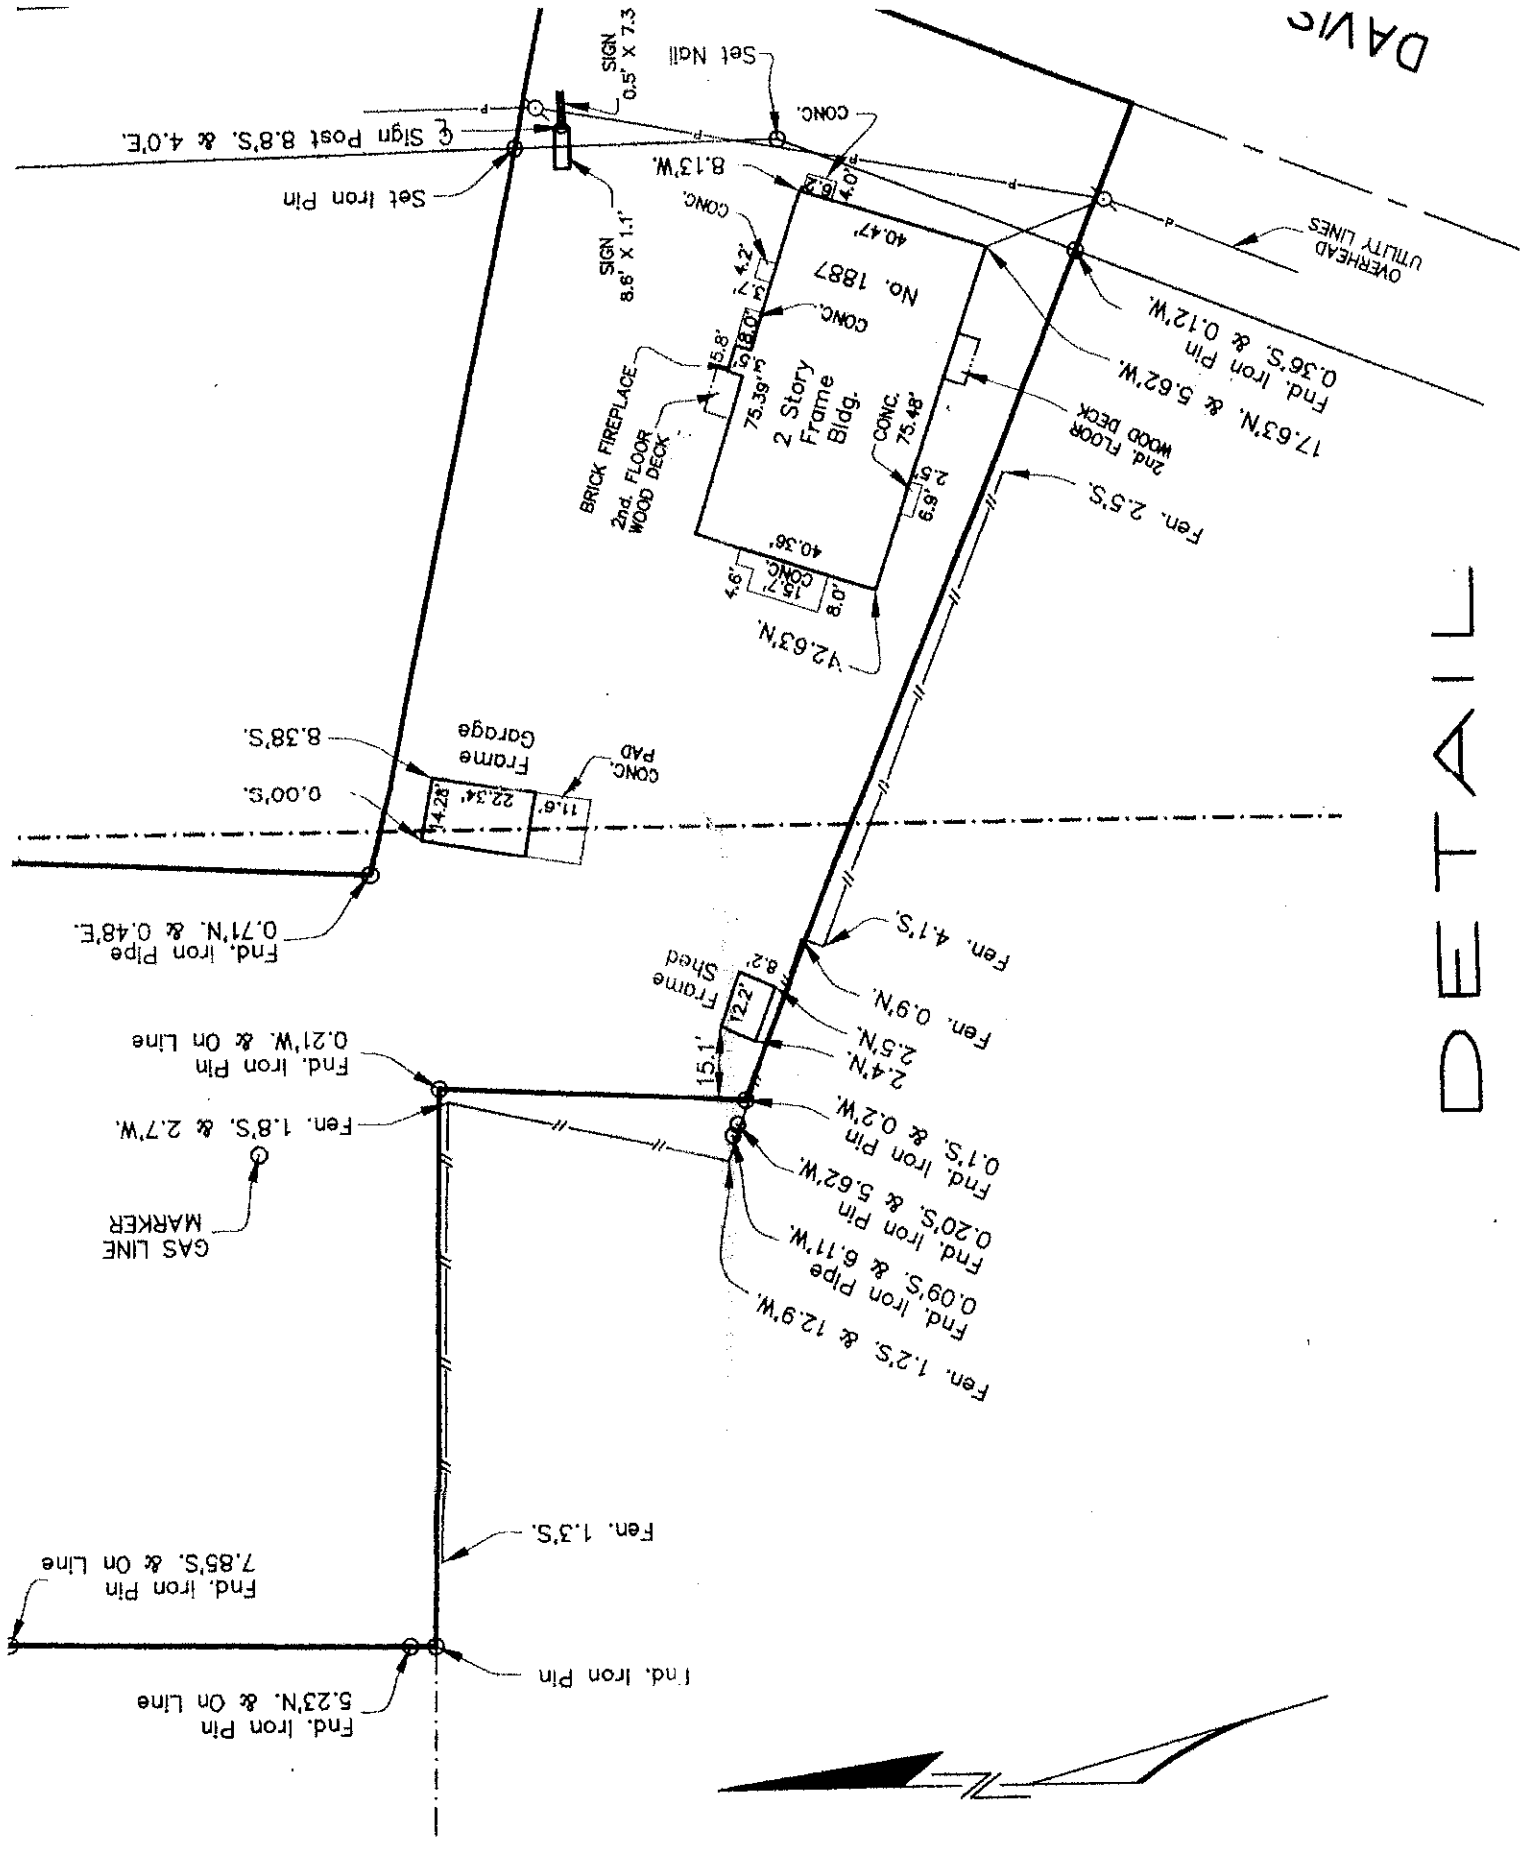 DAVIS
DETAIL
SIGN
0.5' X 7.3
Set Nail
CONC.
℄ Sign Post 8.8'S. & 4.0'E.
Set Iron Pin
SIGN
8.6' X 1.1'
8.13'W.
6.2'
4.0'
CONC.
4.2'
3.7'
40.47'
No. 1887
CONC.
8.0'
5.8'
3.5'
75.39'
2 Story
Frame
Bldg.
CONC.
75.48'
2.5'
6.9'
BRICK FIREPLACE
2nd. FLOOR
WOOD DECK
40.36'
CONC.
15.7'
4.6'
8.0'
12.63'N.
OVERHEAD
UTILITY LINES
Fnd. Iron Pin
0.36'S. & 0.12'W.
17.63'N. & 5.62'W.
2nd. FLOOR
WOOD DECK
Fen. 2.5'S.
8.38'S.
0.00'S.
Frame
Garage
14.28'
22.34'
11.6'
CONC.
PAD
Fnd. Iron Pipe
0.71'N. & 0.48'E.
Fen. 4.1'S.
Fen. 0.9'N.
Frame
Shed
12.2'
8.2'
2.5'N.
2.4'N.
15.1'
Fnd. Iron Pin
0.21'W. & On Line
Fen. 1.8'S. & 2.7'W.
GAS LINE
MARKER
Fnd. Iron Pin
0.1'S. & 0.2'W.
Fnd. Iron Pin
0.20'S. & 5.62'W.
Fnd. Iron Pipe
0.09'S. & 6.11'W.
Fen. 1.2'S. & 12.9'W.
Fen. 1.3'S.
Fnd. Iron Pin
7.85'S. & On Line
Fnd. Iron Pin
Fnd. Iron Pin
5.23'N. & On Line
N
P
P
P
P
P